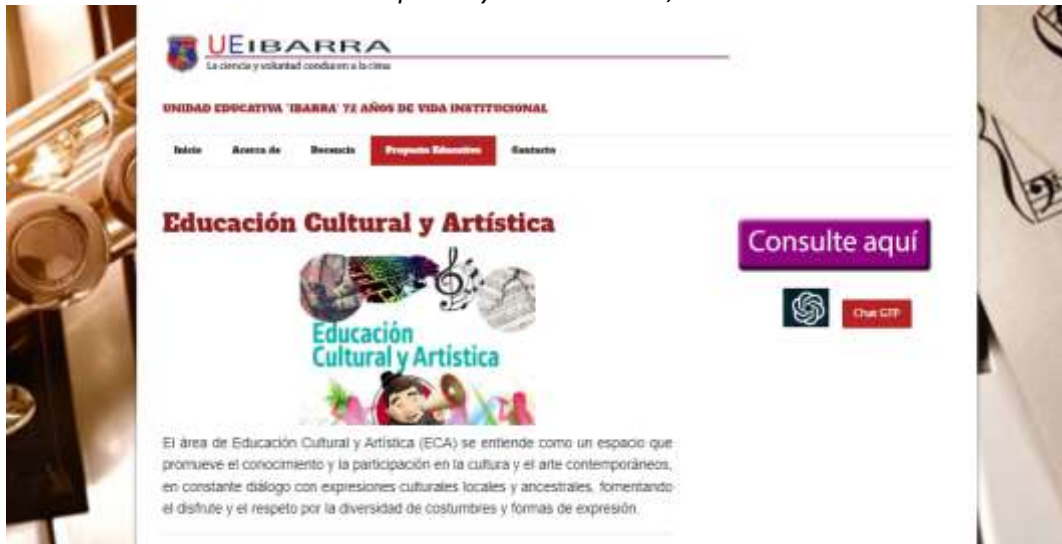 UEIBARRA
La ciencia y voluntad conducen a la cima
UNIDAD EDUCATIVA "IBARRA" 72 AÑOS DE VIDA INSTITUCIONAL
Inicio Acerca de Docencia Proyecto Educativo Contacto
Educación Cultural y Artística
Consulte aquí
Chat GTP
Educación
Cultural y Artística
El área de Educación Cultural y Artística (ECA) se entiende como un espacio que
promueve el conocimiento y la participación en la cultura y el arte contemporáneos,
en constante diálogo con expresiones culturales locales y ancestrales, fomentando
el disfrute y el respeto por la diversidad de costumbres y formas de expresión.